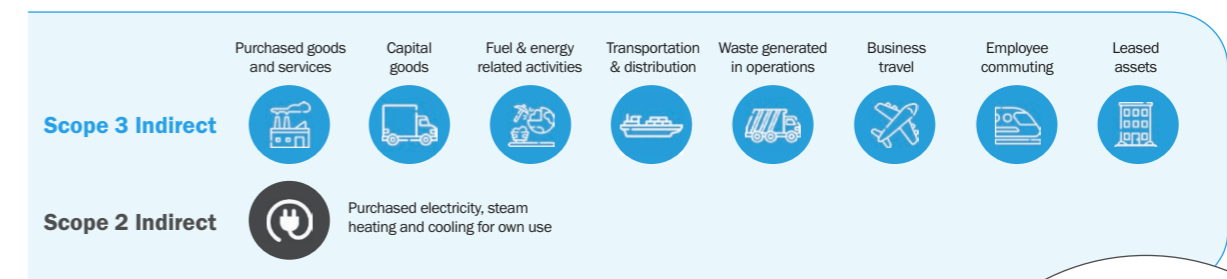 Purchased goods
and services
Capital
goods
Fuel & energy
related activities
Transportation
& distribution
Waste generated
in operations
Business
travel
Employee
commuting
Leased
assets
Scope 3 Indirect
Scope 2 Indirect
Purchased electricity, steam
heating and cooling for own use